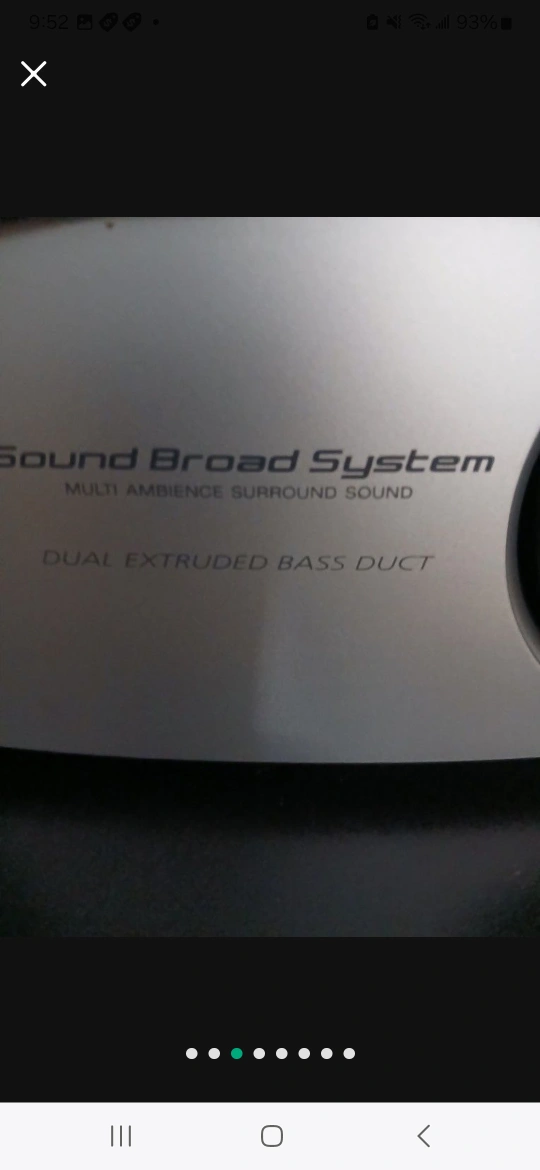 9:52 93%
Sound Broad System
MULTI AMBIENCE SURROUND SOUND
DUAL EXTRUDED BASS DUCT